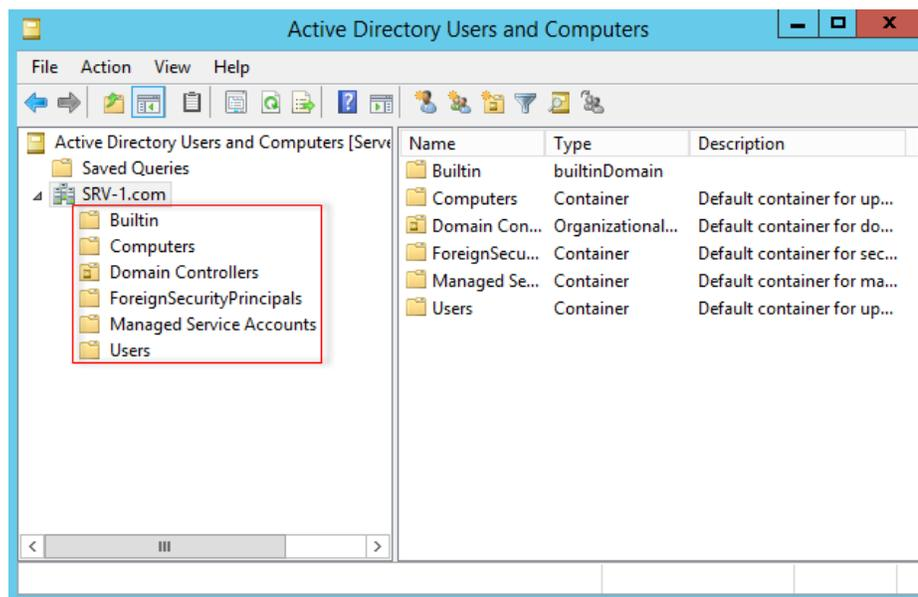 Active Directory Users and Computers
File Action View Help
Active Directory Users and Computers [Serve
Saved Queries
SRV-1.com
Builtin
Computers
Domain Controllers
ForeignSecurityPrincipals
Managed Service Accounts
Users
Name Type Description
Builtin builtinDomain
Computers Container Default container for up...
Domain Con... Organizational... Default container for do...
ForeignSecu... Container Default container for sec...
Managed Se... Container Default container for ma...
Users Container Default container for up...